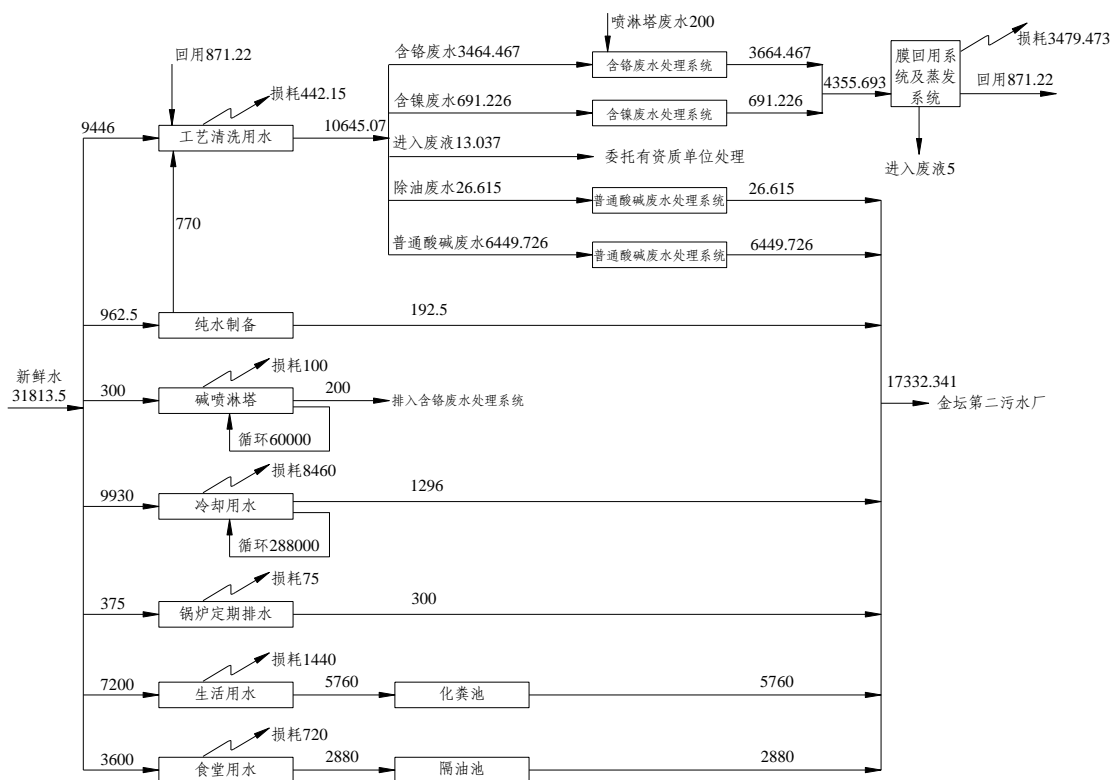 喷淋塔废水200
损耗3479.473
回用871.22
含铬废水3464.467
含铬废水处理系统
3664.467
膜回用系
统及蒸发
系统
4355.693
回用871.22
损耗442.15
含镍废水691.226
含镍废水处理系统
691.226
9446
工艺清洗用水
10645.07
进入废液13.037
委托有资质单位处理
进入废液5
除油废水26.615
普通酸碱废水处理系统
26.615
770
普通酸碱废水6449.726
普通酸碱废水处理系统
6449.726
962.5
纯水制备
192.5
损耗100
新鲜水
31813.5
300
碱喷淋塔
200
排入含铬废水处理系统
17332.341
金坛第二污水厂
循环60000
损耗8460
9930
冷却用水
1296
循环288000
损耗75
375
锅炉定期排水
300
损耗1440
7200
生活用水
5760
化粪池
5760
损耗720
3600
食堂用水
2880
隔油池
2880